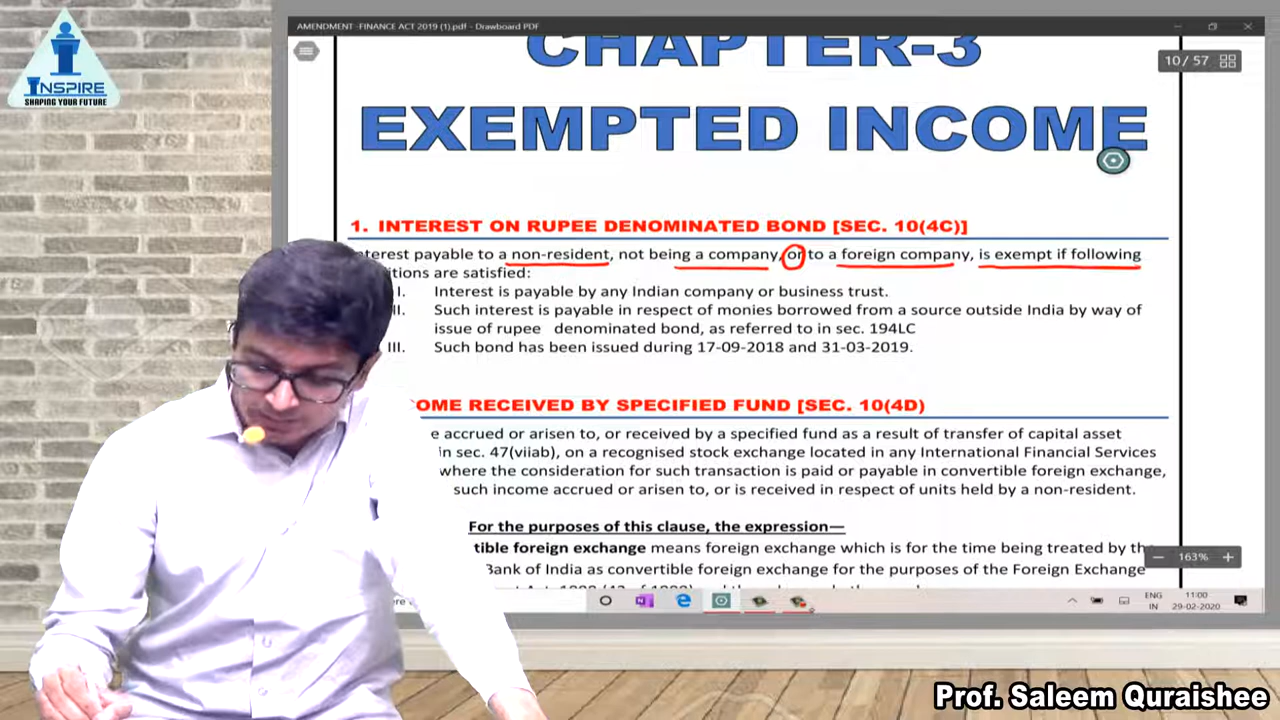 INSPIRE
SHAPING YOUR FUTURE
AMENDMENT -FINANCE ACT 2019 (1).pdf - Drawboard PDF
10 / 57
CHAPTER-3
EXEMPTED INCOME
1. INTEREST ON RUPEE DENOMINATED BOND [SEC. 10(4C)]
terest payable to a non-resident, not being a company, or to a foreign company, is exempt if following
itions are satisfied:
I. Interest is payable by any Indian company or business trust.
II. Such interest is payable in respect of monies borrowed from a source outside India by way of
issue of rupee denominated bond, as referred to in sec. 194LC
III. Such bond has been issued during 17-09-2018 and 31-03-2019.
OME RECEIVED BY SPECIFIED FUND [SEC. 10(4D)
e accrued or arisen to, or received by a specified fund as a result of transfer of capital asset
in sec. 47(viiab), on a recognised stock exchange located in any International Financial Services
where the consideration for such transaction is paid or payable in convertible foreign exchange,
such income accrued or arisen to, or is received in respect of units held by a non-resident.
For the purposes of this clause, the expression—
tible foreign exchange means foreign exchange which is for the time being treated by the
Bank of India as convertible foreign exchange for the purposes of the Foreign Exchange
163%
ENG
IN
11:00
29-02-2020
Prof. Saleem Quraishee